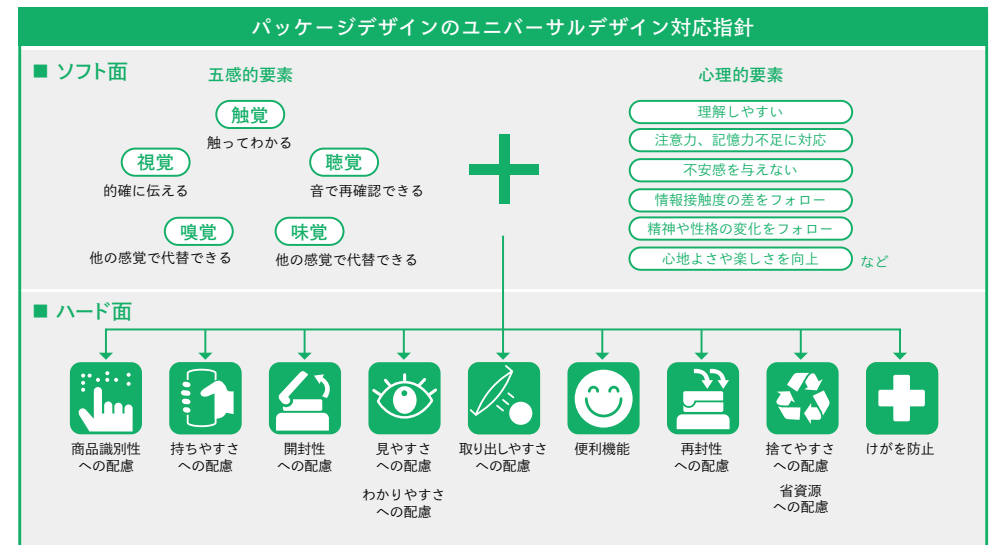 パッケージデザインのユニバーサルデザイン対応指針
■ ソフト面
五感的要素
触覚
触ってわかる
視覚
的確に伝える
聴覚
音で再確認できる
嗅覚
他の感覚で代替できる
味覚
他の感覚で代替できる
心理的要素
理解しやすい
注意力、記憶力不足に対応
不安感を与えない
情報接触度の差をフォロー
精神や性格の変化をフォロー
心地よさや楽しさを向上
など
■ ハード面
商品識別性
への配慮
持ちやすさ
への配慮
開封性
への配慮
見やすさ
への配慮
わかりやすさ
への配慮
取り出しやすさ
への配慮
便利機能
再封性
への配慮
捨てやすさ
への配慮
省資源
への配慮
けがを防止